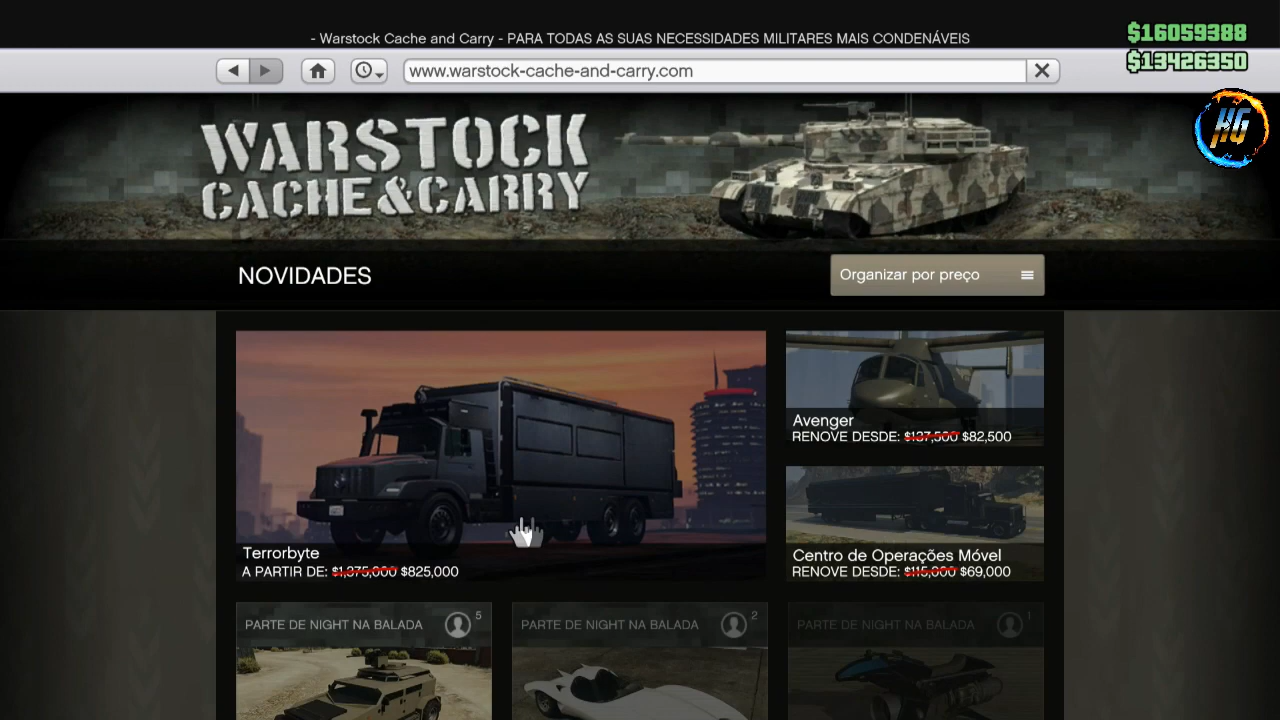 - Warstock Cache and Carry - PARA TODAS AS SUAS NECESSIDADES MILITARES MAIS CONDENÁVEIS
$16059388
$13426350
www.warstock-cache-and-carry.com
HG
WARSTOCK
CACHE&CARRY
NOVIDADES
Organizar por preço
Terrorbyte
A PARTIR DE: $1,375,000 $825,000
Avenger
RENOVE DESDE: $137,500 $82,500
Centro de Operações Móvel
RENOVE DESDE: $115,000 $69,000
PARTE DE NIGHT NA BALADA 5
PARTE DE NIGHT NA BALADA 2
PARTE DE NIGHT NA BALADA 1